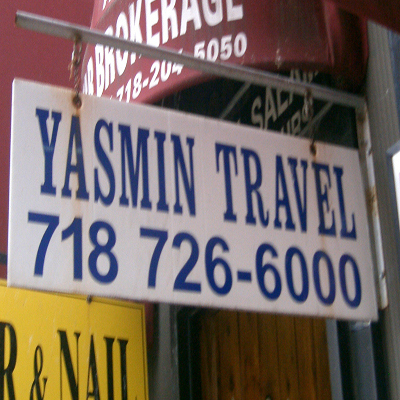 BROKERAGE
718-204-5050
YASMIN TRAVEL
718 726-6000
& NAIL